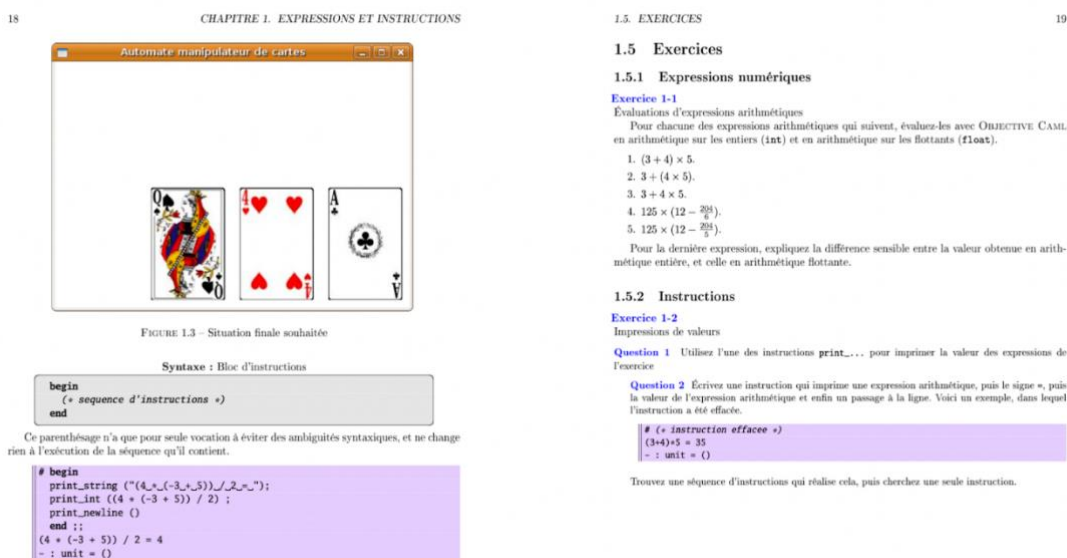 18
CHAPITRE 1. EXPRESSIONS ET INSTRUCTIONS
Automate manipulateur de cartes
Q
4
A
Q
4
A
FIGURE 1.3 – Situation finale souhaitée
Syntaxe : Bloc d'instructions
begin
(* sequence d'instructions *)
end
Ce parenthésage n'a que pour seule vocation à éviter des ambiguités syntaxiques, et ne change
rien à l'exécution de la séquence qu'il contient.
# begin
print_string ("(4␣*␣(-3␣+␣5))␣/␣2␣=␣");
print_int ((4 * (-3 + 5)) / 2) ;
print_newline ()
end ;;
(4 * (-3 + 5)) / 2 = 4
- : unit = ()
1.5. EXERCICES
19
1.5 Exercices
1.5.1 Expressions numériques
Exercice 1-1
Évaluations d'expressions arithmétiques
Pour chacune des expressions arithmétiques qui suivent, évaluez-les avec OBJECTIVE CAML
en arithmétique sur les entiers (int) et en arithmétique sur les flottants (float).
1. (3 + 4) × 5.
2. 3 + (4 × 5).
3. 3 + 4 × 5.
4. 125 × (12 − 204/6).
5. 125 × (12 − 204/5).
Pour la dernière expression, expliquez la différence sensible entre la valeur obtenue en arith-
métique entière, et celle en arithmétique flottante.
1.5.2 Instructions
Exercice 1-2
Impressions de valeurs
Question 1 Utilisez l'une des instructions print_... pour imprimer la valeur des expressions de
l'exercice
Question 2 Écrivez une instruction qui imprime une expression arithmétique, puis le signe =, puis
la valeur de l'expression arithmétique et enfin un passage à la ligne. Voici un exemple, dans lequel
l'instruction a été effacée.
# (* instruction effacee *)
(3+4)*5 = 35
- : unit = ()
Trouvez une séquence d'instructions qui réalise cela, puis cherchez une seule instruction.